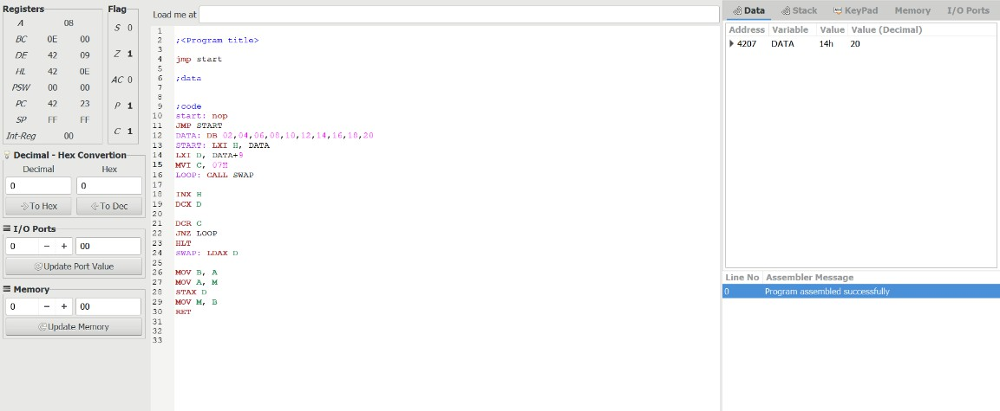 Registers
A 08
BC 0E 00
DE 42 09
HL 42 0E
PSW 00 00
PC 42 23
SP FF FF
Int-Reg 00
Flag
S 0
Z 1
AC 0
P 1
C 1
Decimal - Hex Convertion
Decimal Hex
0 0
To Hex To Dec
I/O Ports
0 - + 00
Update Port Value
Memory
0 - + 00
Update Memory
Load me at
1
2 ;<Program title>
3
4 jmp start
5
6 ;data
7
8
9 ;code
10 start: nop
11 JMP START
12 DATA: DB 02,04,06,08,10,12,14,16,18,20
13 START: LXI H, DATA
14 LXI D, DATA+9
15 MVI C, 07H
16 LOOP: CALL SWAP
17
18 INX H
19 DCX D
20
21 DCR C
22 JNZ LOOP
23 HLT
24 SWAP: LDAX D
25
26 MOV B, A
27 MOV A, M
28 STAX D
29 MOV M, B
30 RET
31
32
33
Data Stack KeyPad Memory I/O Ports
Address Variable Value Value (Decimal)
4207 DATA 14h 20
Line No Assembler Message
0 Program assembled successfully